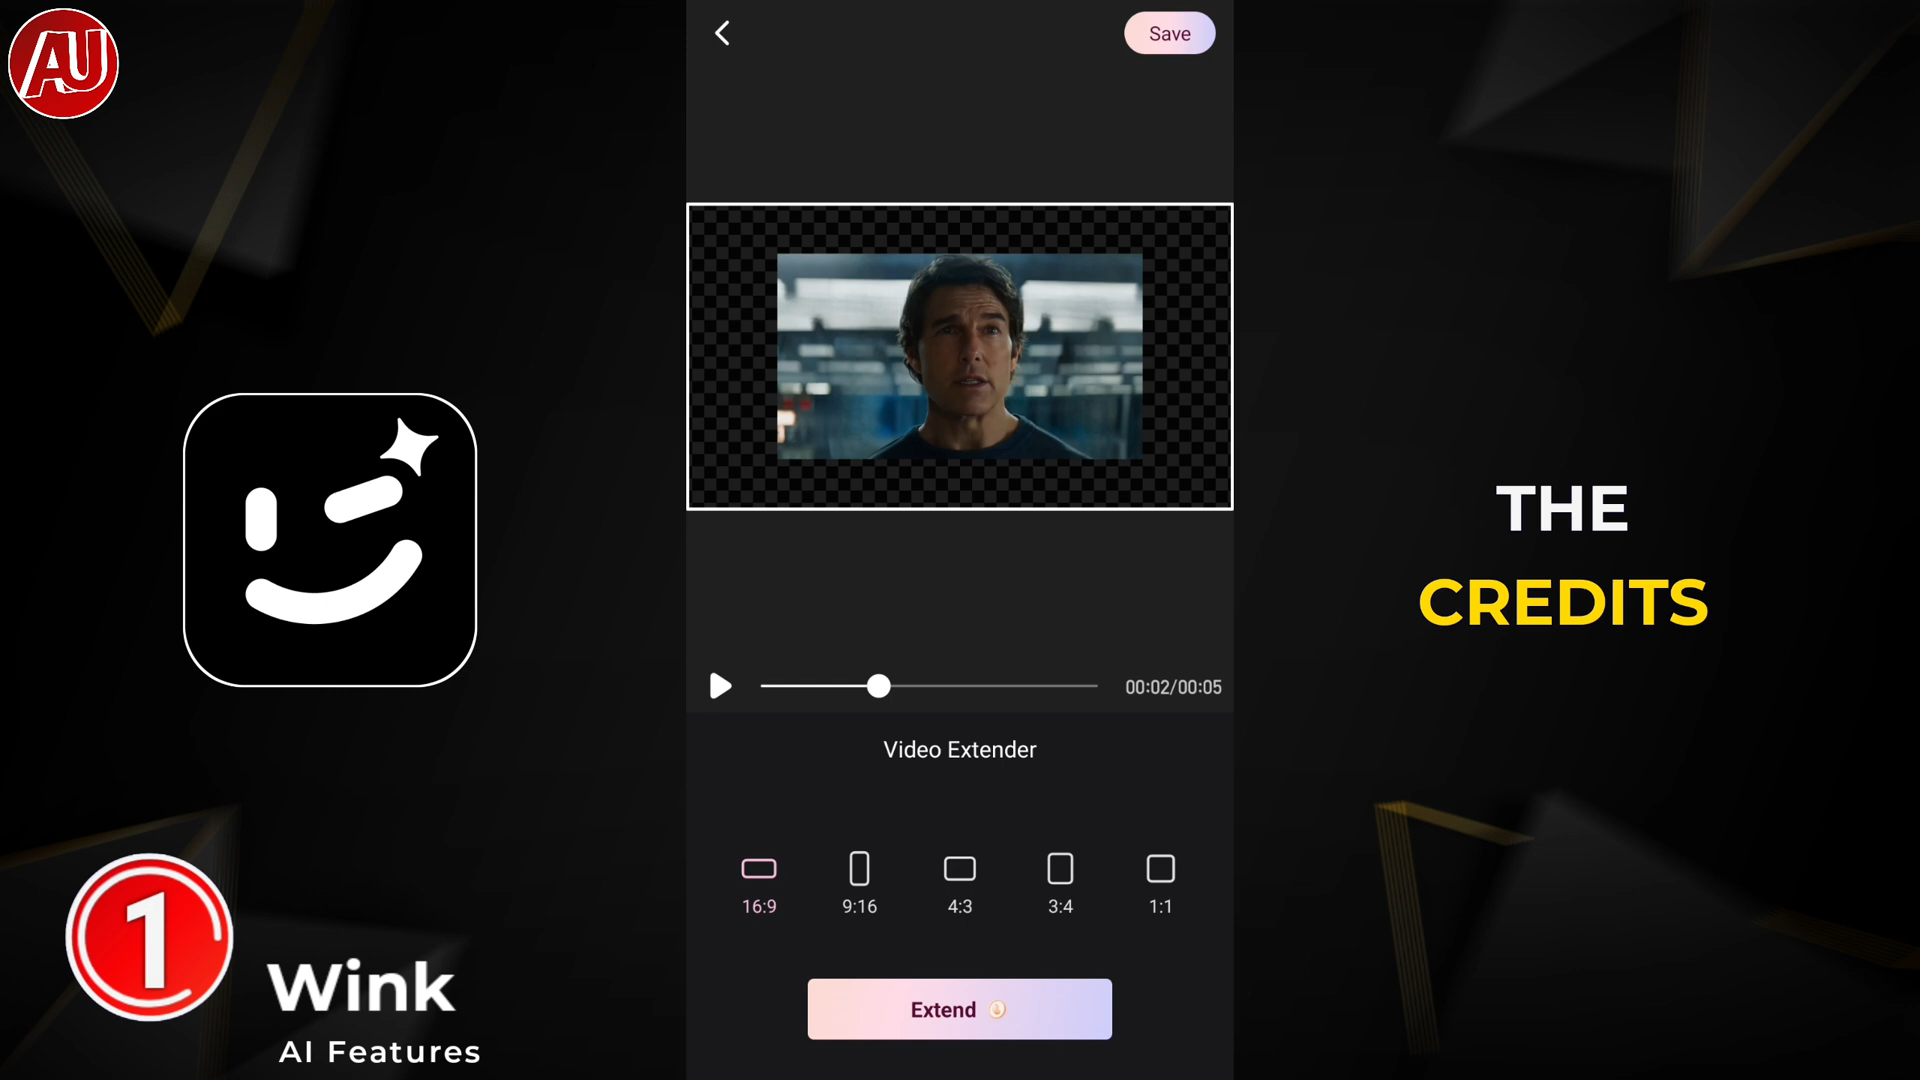 AU
Save
THE
CREDITS
00:02/00:05
Video Extender
16:9
9:16
4:3
3:4
1:1
1
Wink
Extend
AI Features